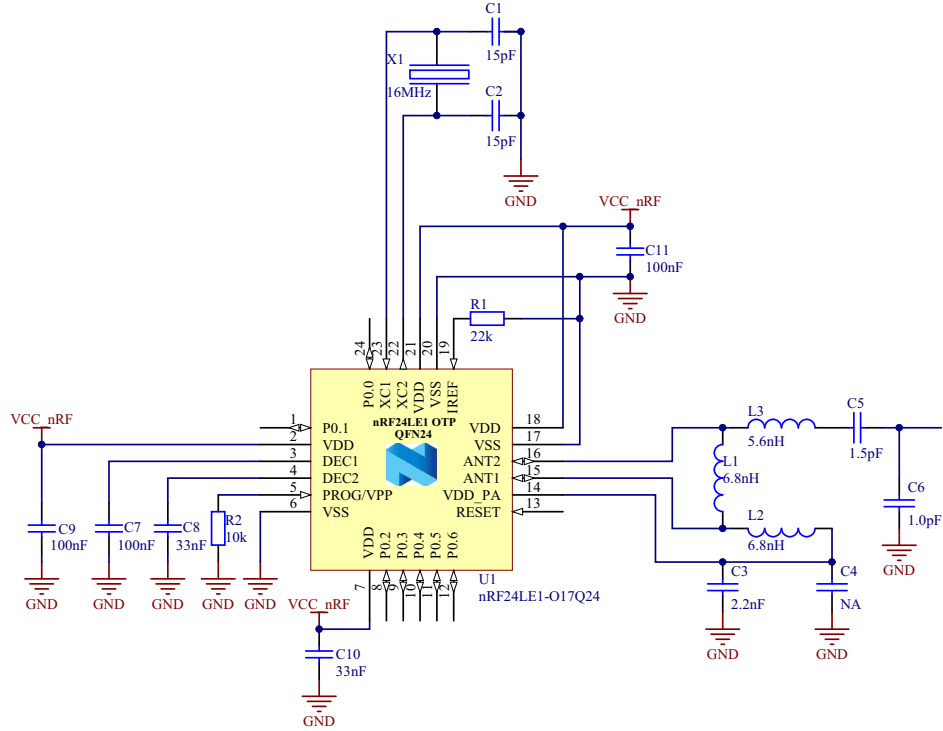 C1
15pF
X1
16MHz
C2
15pF
GND
VCC_nRF
C11
100nF
GND
R1
22k
24
23
22
21
20
19
P0.0
XC1
XC2
VDD
VSS
IREF
nRF24LE1 OTP
QFN24
VCC_nRF
1 P0.1
2 VDD
3 DEC1
4 DEC2
5 PROG/VPP
6 VSS
VDD 18
VSS 17
ANT2 16
ANT1 15
VDD_PA 14
RESET 13
VDD
P0.2
P0.3
P0.4
P0.5
P0.6
7
8
9
10
11
12
U1
nRF24LE1-O17Q24
C9
100nF
GND
C7
100nF
GND
C8
33nF
GND
R2
10k
GND
GND
VCC_nRF
C10
33nF
GND
L3
5.6nH
C5
1.5pF
L1
6.8nH
L2
6.8nH
C6
1.0pF
GND
C3
2.2nF
GND
C4
NA
GND